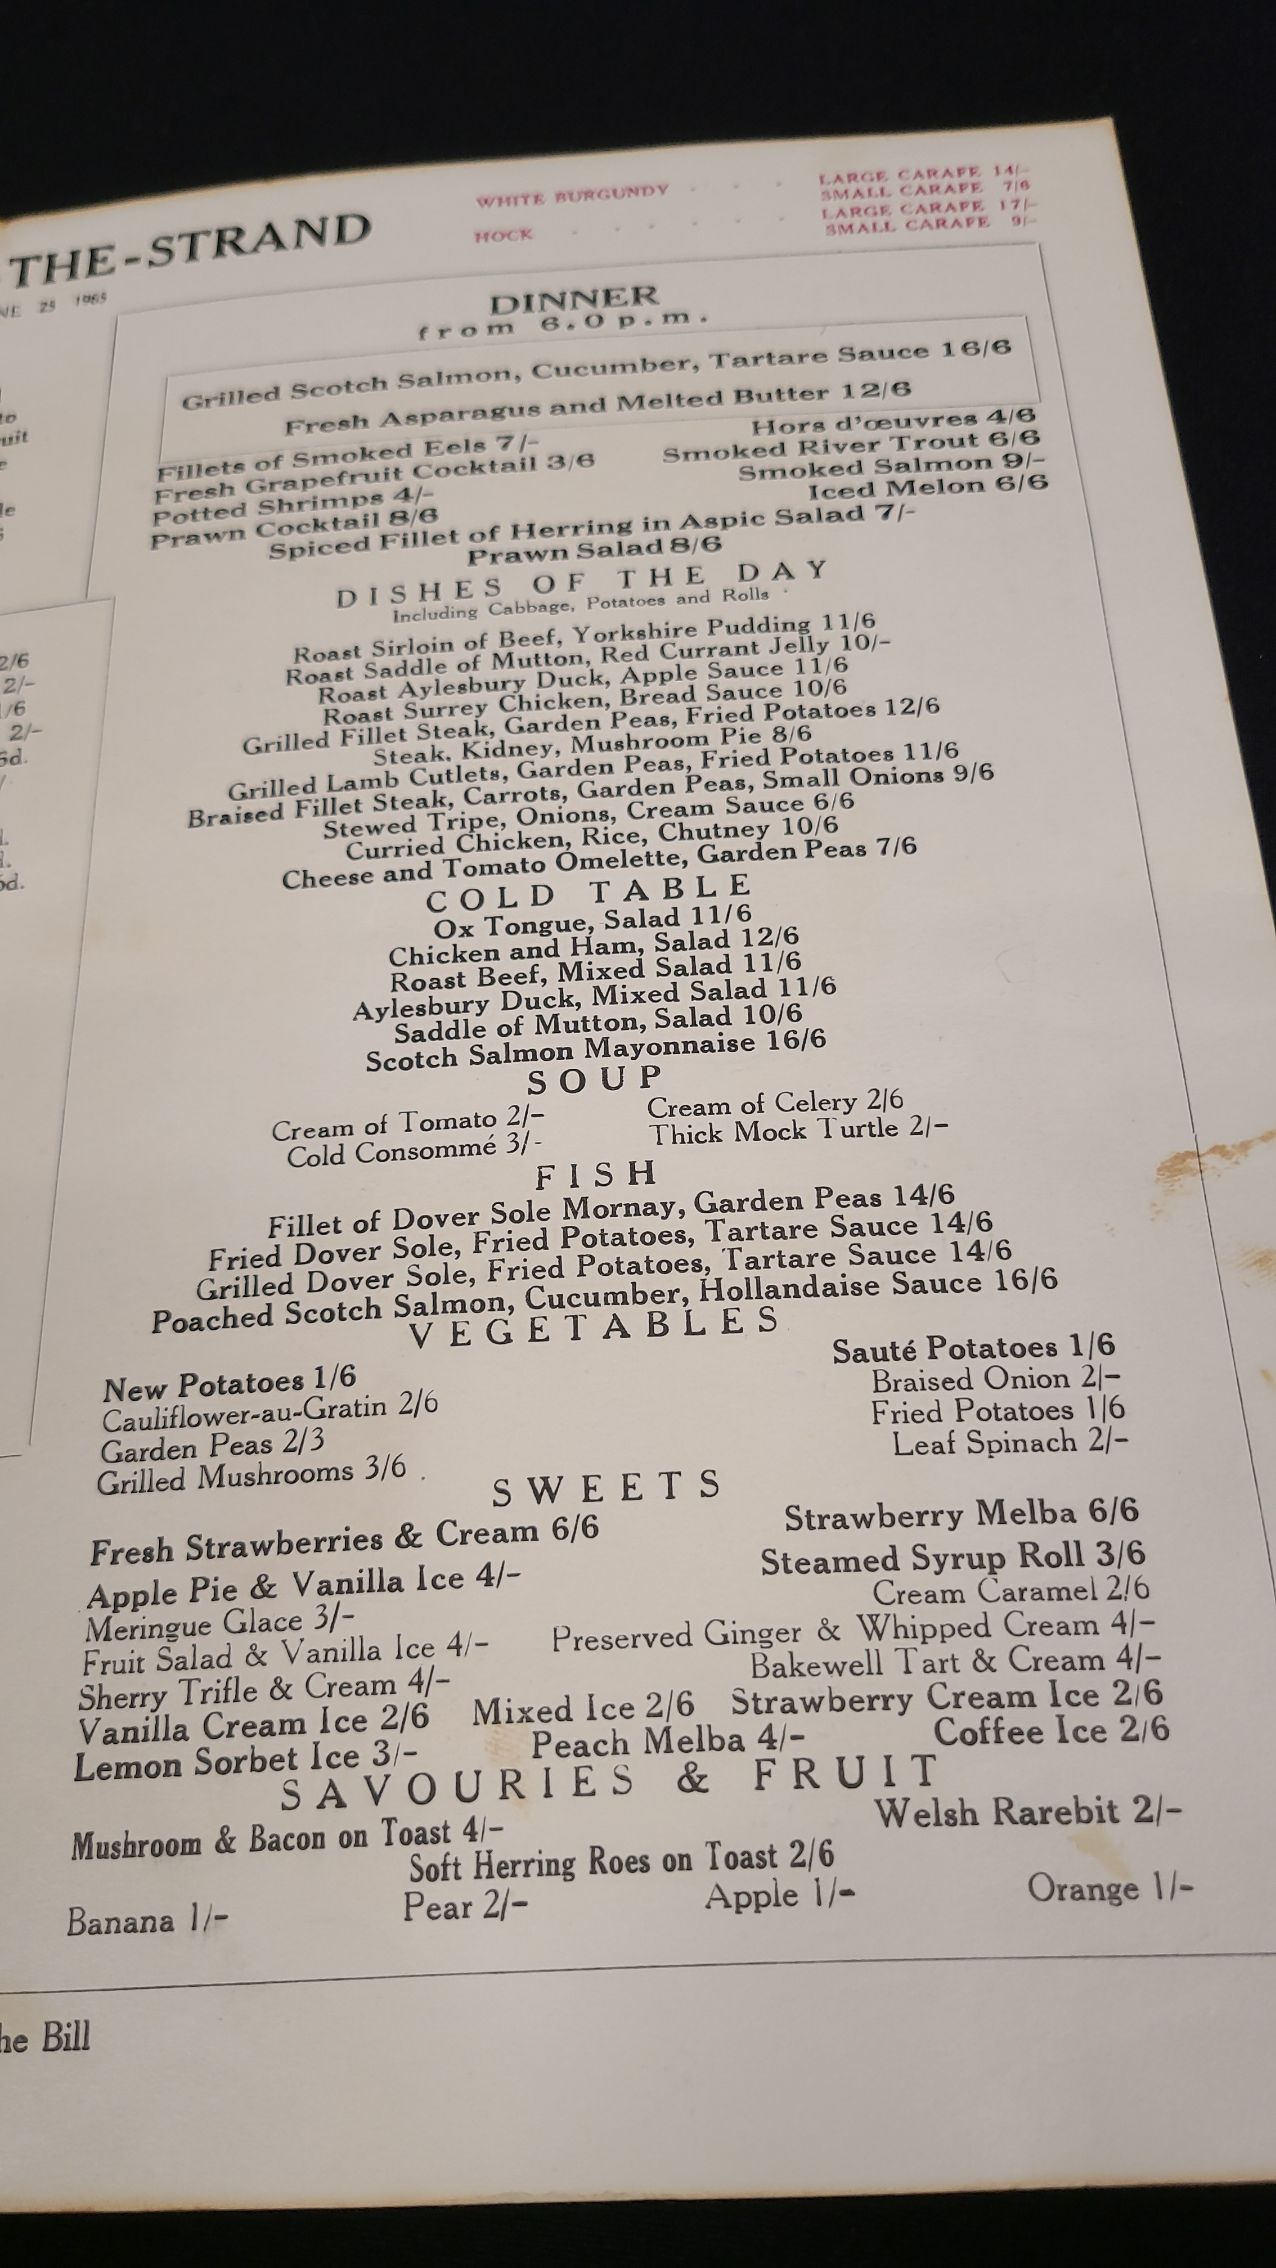 WHITE BURGUNDY . . . LARGE CARAFE 14/-
SMALL CARAFE 7/6
HOCK . . . . . LARGE CARAFE 17/-
SMALL CARAFE 9/-
THE-STRAND
25 1965
DINNER
from 6.0 p.m.
Grilled Scotch Salmon, Cucumber, Tartare Sauce 16/6
Fresh Asparagus and Melted Butter 12/6
Fillets of Smoked Eels 7/- Hors d'œuvres 4/6
Fresh Grapefruit Cocktail 3/6 Smoked River Trout 6/6
Potted Shrimps 4/- Smoked Salmon 9/-
Prawn Cocktail 8/6 Iced Melon 6/6
Spiced Fillet of Herring in Aspic Salad 7/-
Prawn Salad 8/6
DISHES OF THE DAY
Including Cabbage, Potatoes and Rolls
Roast Sirloin of Beef, Yorkshire Pudding 11/6
Roast Saddle of Mutton, Red Currant Jelly 10/-
Roast Aylesbury Duck, Apple Sauce 11/6
Roast Surrey Chicken, Bread Sauce 10/6
Grilled Fillet Steak, Garden Peas, Fried Potatoes 12/6
Steak, Kidney, Mushroom Pie 8/6
Grilled Lamb Cutlets, Garden Peas, Fried Potatoes 11/6
Braised Fillet Steak, Carrots, Garden Peas, Small Onions 9/6
Stewed Tripe, Onions, Cream Sauce 6/6
Curried Chicken, Rice, Chutney 10/6
Cheese and Tomato Omelette, Garden Peas 7/6
COLD TABLE
Ox Tongue, Salad 11/6
Chicken and Ham, Salad 12/6
Roast Beef, Mixed Salad 11/6
Aylesbury Duck, Mixed Salad 11/6
Saddle of Mutton, Salad 10/6
Scotch Salmon Mayonnaise 16/6
SOUP
Cream of Tomato 2/- Cream of Celery 2/6
Cold Consommé 3/- Thick Mock Turtle 2/-
FISH
Fillet of Dover Sole Mornay, Garden Peas 14/6
Fried Dover Sole, Fried Potatoes, Tartare Sauce 14/6
Grilled Dover Sole, Fried Potatoes, Tartare Sauce 14/6
Poached Scotch Salmon, Cucumber, Hollandaise Sauce 16/6
VEGETABLES
New Potatoes 1/6 Sauté Potatoes 1/6
Cauliflower-au-Gratin 2/6 Braised Onion 2/-
Garden Peas 2/3 Fried Potatoes 1/6
Grilled Mushrooms 3/6 Leaf Spinach 2/-
SWEETS
Fresh Strawberries & Cream 6/6 Strawberry Melba 6/6
Apple Pie & Vanilla Ice 4/- Steamed Syrup Roll 3/6
Meringue Glace 3/- Cream Caramel 2/6
Fruit Salad & Vanilla Ice 4/- Preserved Ginger & Whipped Cream 4/-
Sherry Trifle & Cream 4/- Bakewell Tart & Cream 4/-
Vanilla Cream Ice 2/6 Mixed Ice 2/6 Strawberry Cream Ice 2/6
Lemon Sorbet Ice 3/- Peach Melba 4/- Coffee Ice 2/6
SAVOURIES & FRUIT
Mushroom & Bacon on Toast 4/- Welsh Rarebit 2/-
Soft Herring Roes on Toast 2/6
Banana 1/- Pear 2/- Apple 1/- Orange 1/-
2/6
2/-
/6
2/-
Bill